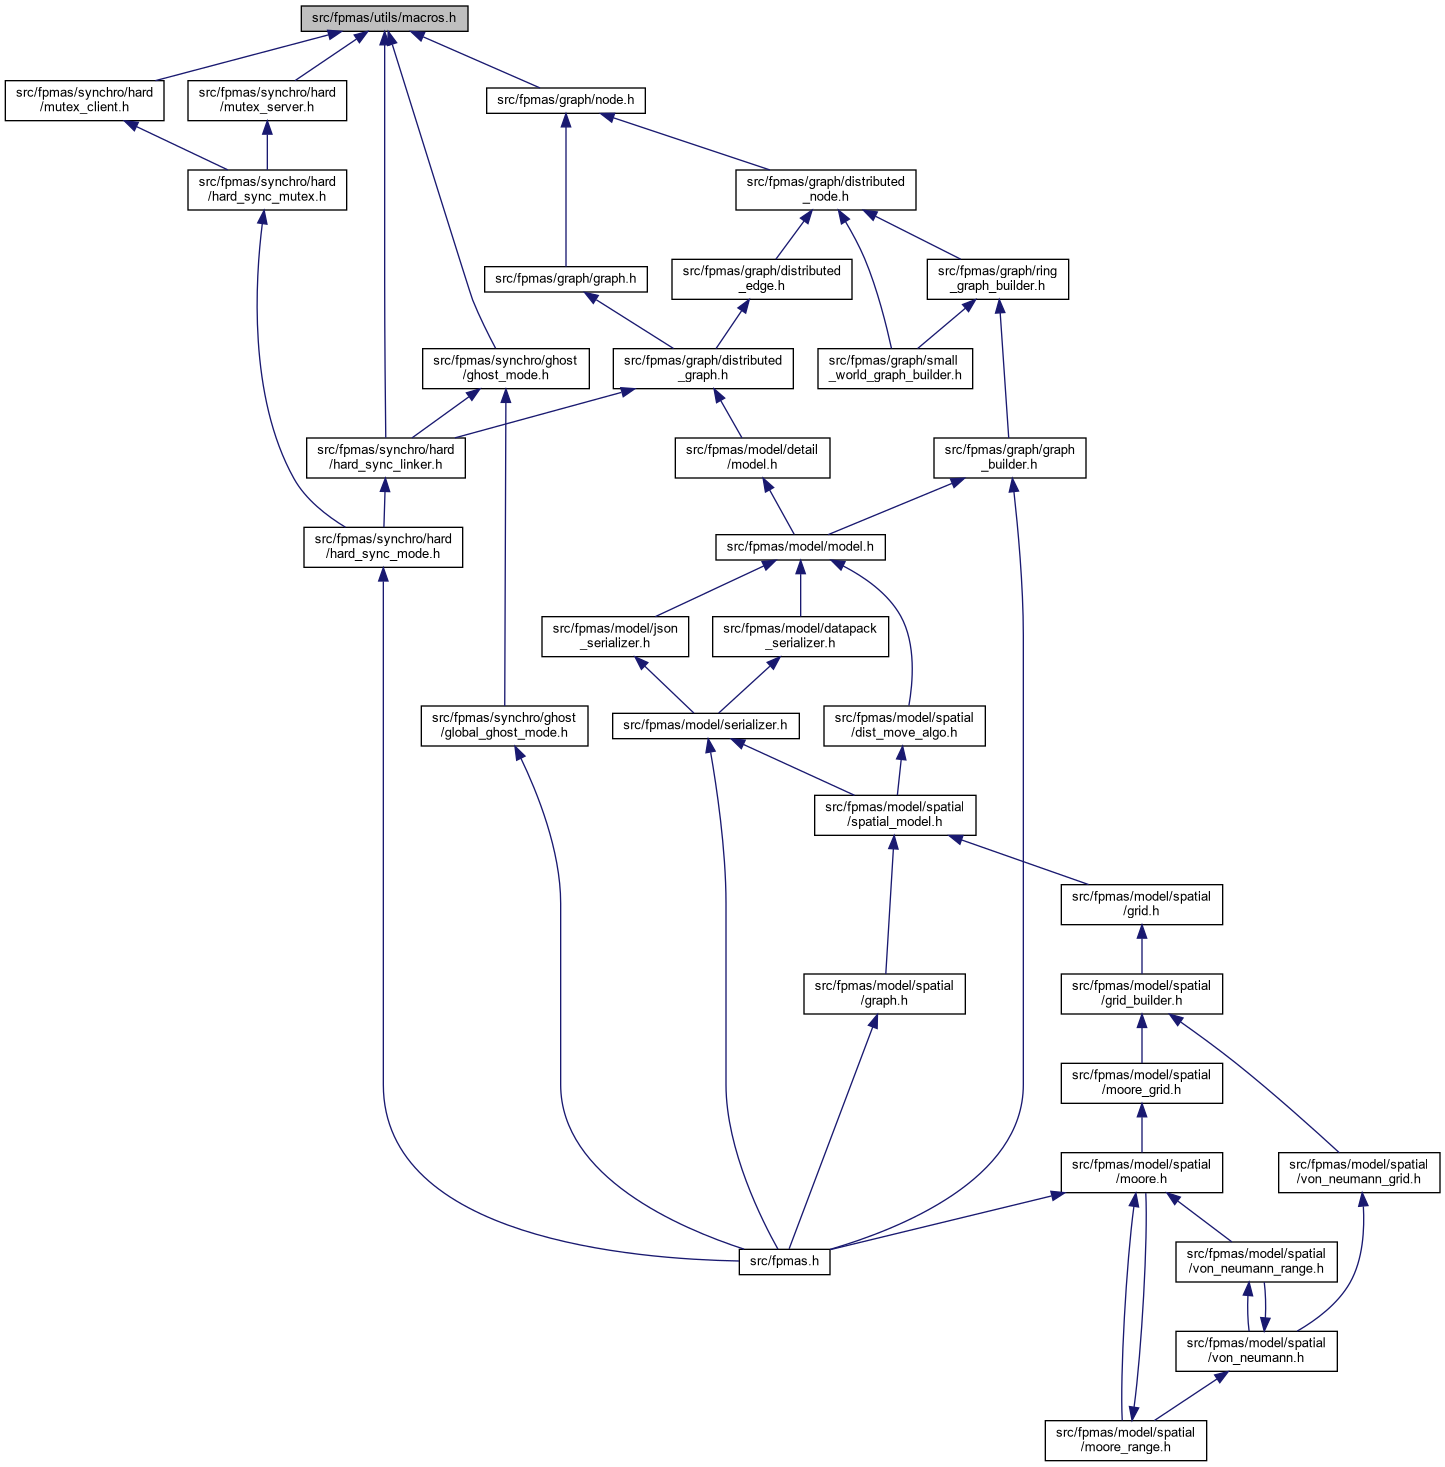 src/fpmas/utils/macros.h
src/fpmas/synchro/hard
/mutex_client.h
src/fpmas/synchro/hard
/mutex_server.h
src/fpmas/graph/node.h
src/fpmas/synchro/hard
/hard_sync_mutex.h
src/fpmas/graph/distributed
_node.h
src/fpmas/graph/graph.h
src/fpmas/graph/distributed
_edge.h
src/fpmas/graph/ring
_graph_builder.h
src/fpmas/synchro/ghost
/ghost_mode.h
src/fpmas/graph/distributed
_graph.h
src/fpmas/graph/small
_world_graph_builder.h
src/fpmas/synchro/hard
/hard_sync_linker.h
src/fpmas/model/detail
/model.h
src/fpmas/graph/graph
_builder.h
src/fpmas/synchro/hard
/hard_sync_mode.h
src/fpmas/model/model.h
src/fpmas/model/json
_serializer.h
src/fpmas/model/datapack
_serializer.h
src/fpmas/synchro/ghost
/global_ghost_mode.h
src/fpmas/model/serializer.h
src/fpmas/model/spatial
/dist_move_algo.h
src/fpmas/model/spatial
/spatial_model.h
src/fpmas/model/spatial
/grid.h
src/fpmas/model/spatial
/graph.h
src/fpmas/model/spatial
/grid_builder.h
src/fpmas/model/spatial
/moore_grid.h
src/fpmas/model/spatial
/moore.h
src/fpmas/model/spatial
/von_neumann_grid.h
src/fpmas.h
src/fpmas/model/spatial
/von_neumann_range.h
src/fpmas/model/spatial
/von_neumann.h
src/fpmas/model/spatial
/moore_range.h